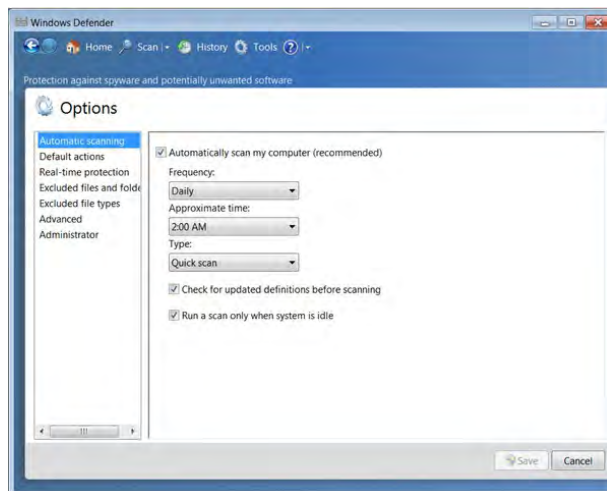 Windows Defender
Home Scan History Tools
Protection against spyware and potentially unwanted software
Options
Automatic scanning
Default actions
Real-time protection
Excluded files and folde
Excluded file types
Advanced
Administrator
Automatically scan my computer (recommended)
Frequency:
Daily
Approximate time:
2:00 AM
Type:
Quick scan
Check for updated definitions before scanning
Run a scan only when system is idle
Save Cancel